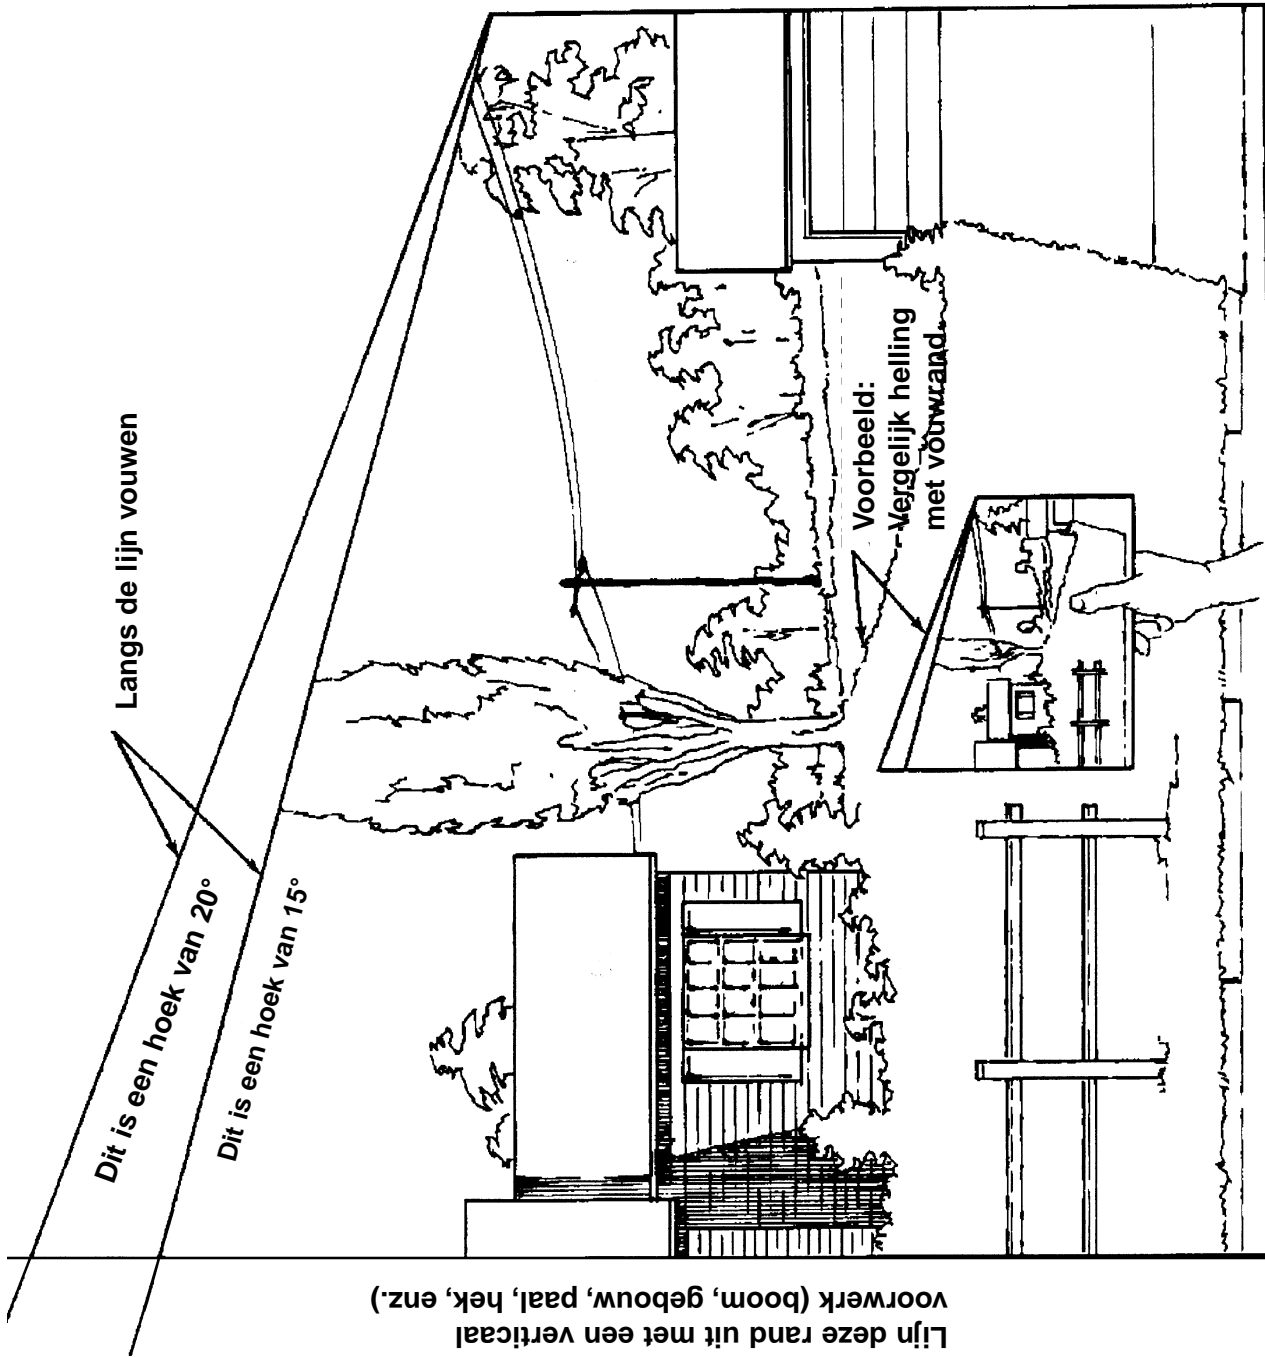 Langs de lijn vouwen
Dit is een hoek van 20°
Dit is een hoek van 15°
Voorbeeld:
Vergelijk helling
met vouwrand
Lijn deze rand uit met een verticaal
voorwerk (boom, gebouw, paal, hek, enz.)